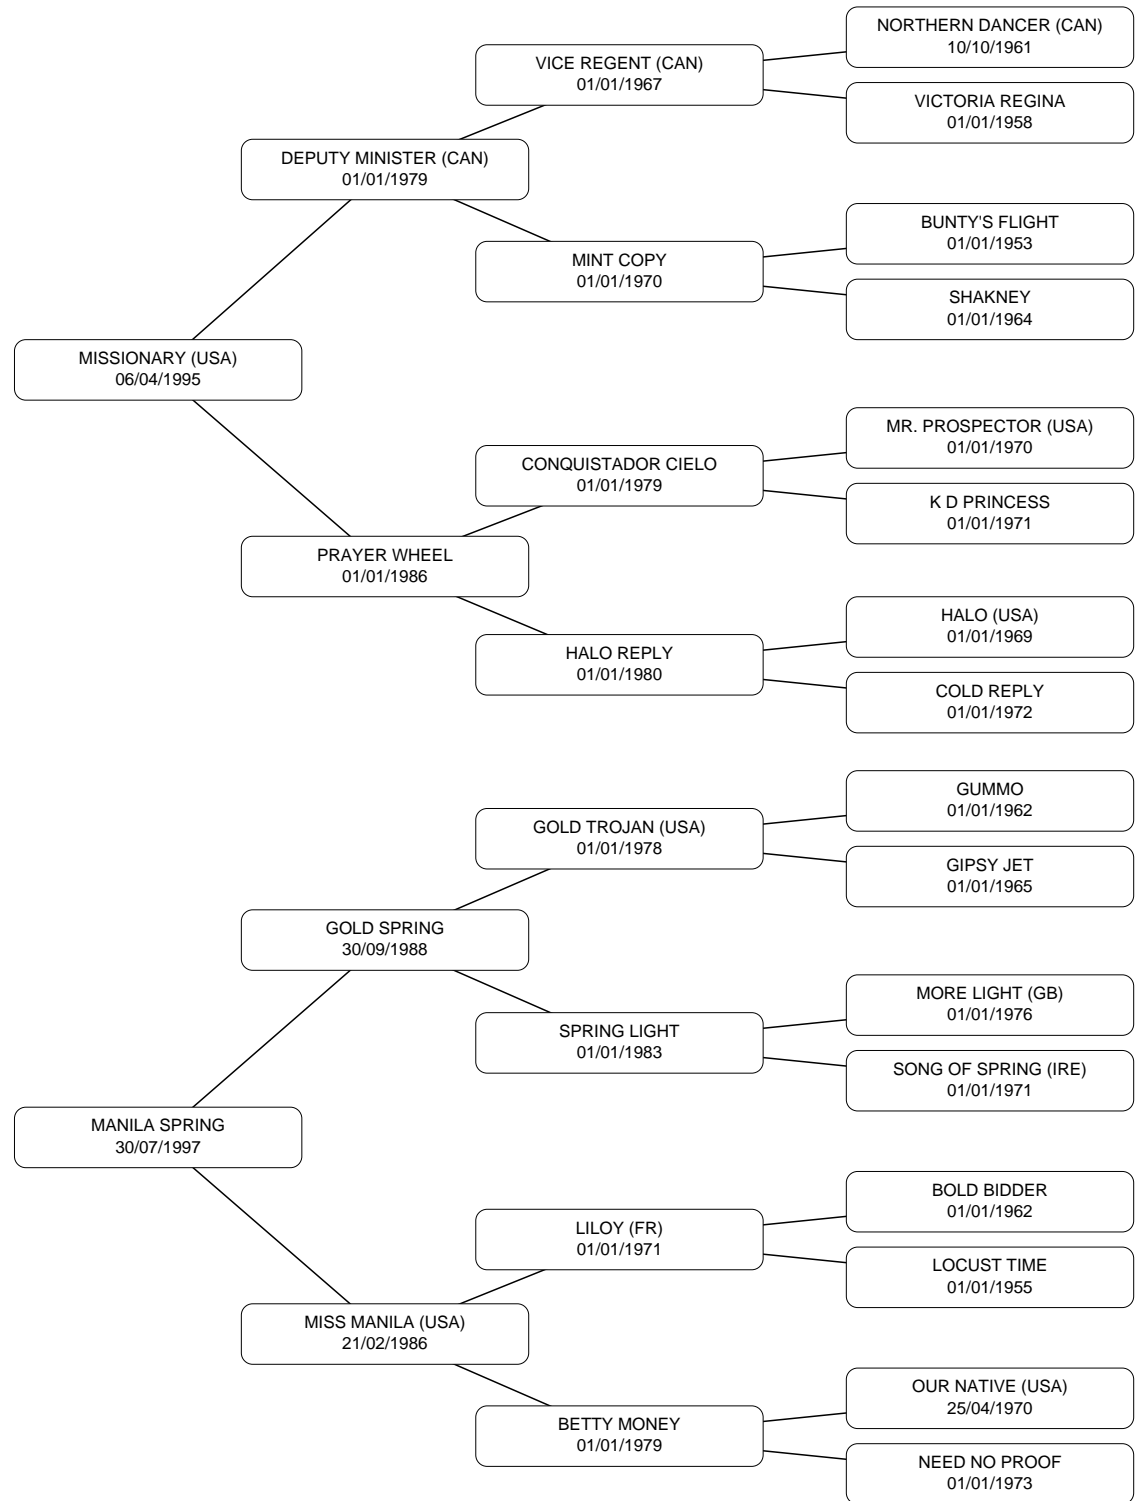 NORTHERN DANCER (CAN)
10/10/1961
VICE REGENT (CAN)
01/01/1967
VICTORIA REGINA
01/01/1958
DEPUTY MINISTER (CAN)
01/01/1979
BUNTY'S FLIGHT
01/01/1953
MINT COPY
01/01/1970
SHAKNEY
01/01/1964
MISSIONARY (USA)
06/04/1995
MR. PROSPECTOR (USA)
01/01/1970
CONQUISTADOR CIELO
01/01/1979
K D PRINCESS
01/01/1971
PRAYER WHEEL
01/01/1986
HALO (USA)
01/01/1969
HALO REPLY
01/01/1980
COLD REPLY
01/01/1972
GUMMO
01/01/1962
GOLD TROJAN (USA)
01/01/1978
GIPSY JET
01/01/1965
GOLD SPRING
30/09/1988
MORE LIGHT (GB)
01/01/1976
SPRING LIGHT
01/01/1983
SONG OF SPRING (IRE)
01/01/1971
MANILA SPRING
30/07/1997
BOLD BIDDER
01/01/1962
LILOY (FR)
01/01/1971
LOCUST TIME
01/01/1955
MISS MANILA (USA)
21/02/1986
OUR NATIVE (USA)
25/04/1970
BETTY MONEY
01/01/1979
NEED NO PROOF
01/01/1973